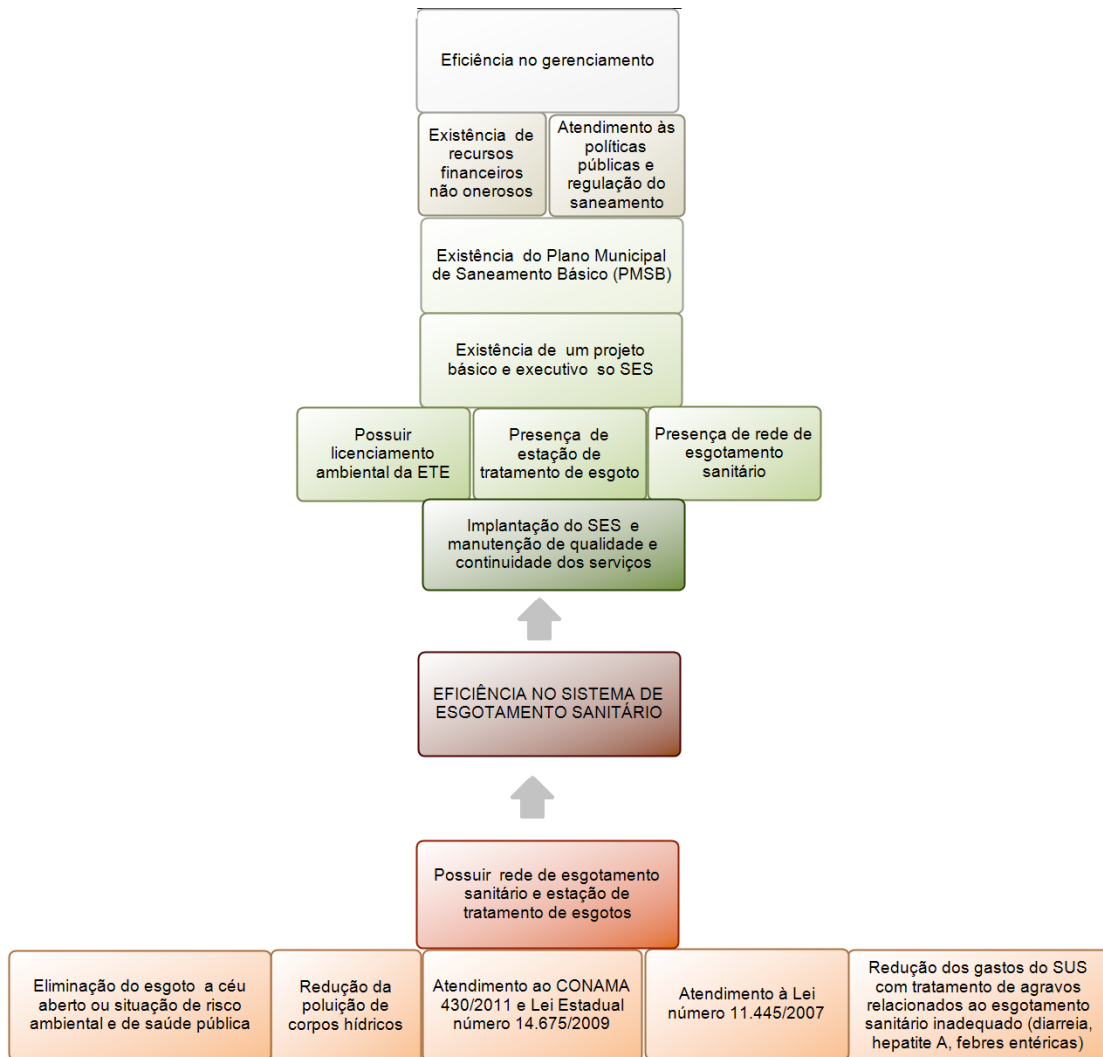 Eficiência no gerenciamento
Existência de
recursos
financeiros
não onerosos
Atendimento às
políticas
públicas e
regulação do
saneamento
Existência do Plano Municipal
de Saneamento Básico (PMSB)
Existência de um projeto
básico e executivo so SES
Possuir
licenciamento
ambiental da ETE
Presença de
estação de
tratamento de esgoto
Presença de rede de
esgotamento
sanitário
Implantação do SES e
manutenção de qualidade e
continuidade dos serviços
EFICIÊNCIA NO SISTEMA DE
ESGOTAMENTO SANITÁRIO
Possuir rede de esgotamento
sanitário e estação de
tratamento de esgotos
Eliminação do esgoto a céu
aberto ou situação de risco
ambiental e de saúde pública
Redução da
poluição de
corpos hídricos
Atendimento ao CONAMA
430/2011 e Lei Estadual
número 14.675/2009
Atendimento à Lei
número 11.445/2007
Redução dos gastos do SUS
com tratamento de agravos
relacionados ao esgotamento
sanitário inadequado (diarreia,
hepatite A, febres entéricas)